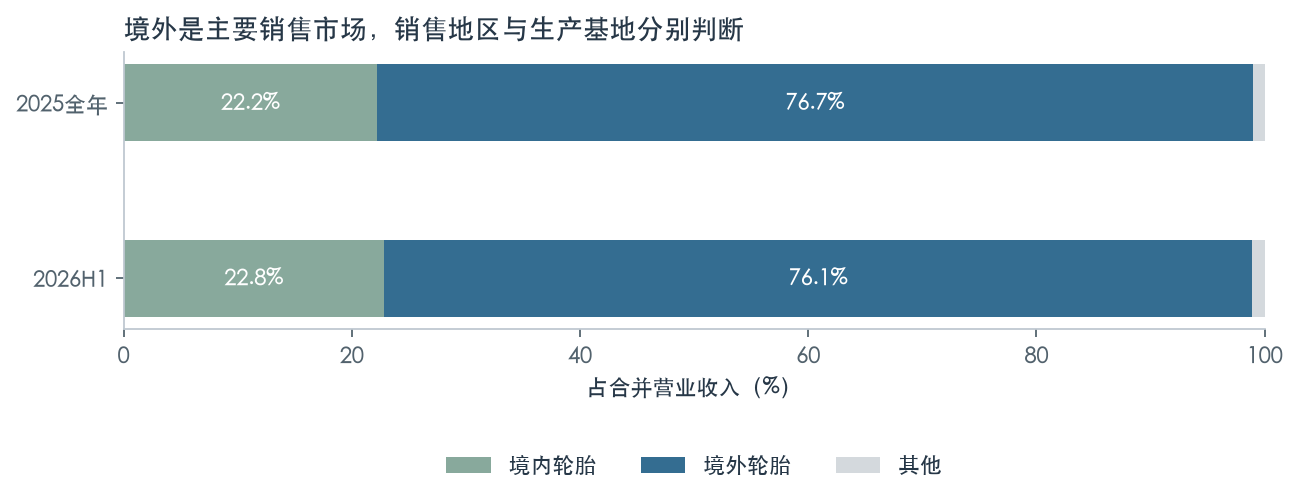 境外是主要销售市场，销售地区与生产基地分别判断
2025全年
22.2%
76.7%
2026H1
22.8%
76.1%
0 20 40 60 80 100
占合并营业收入（%）
境内轮胎 境外轮胎 其他